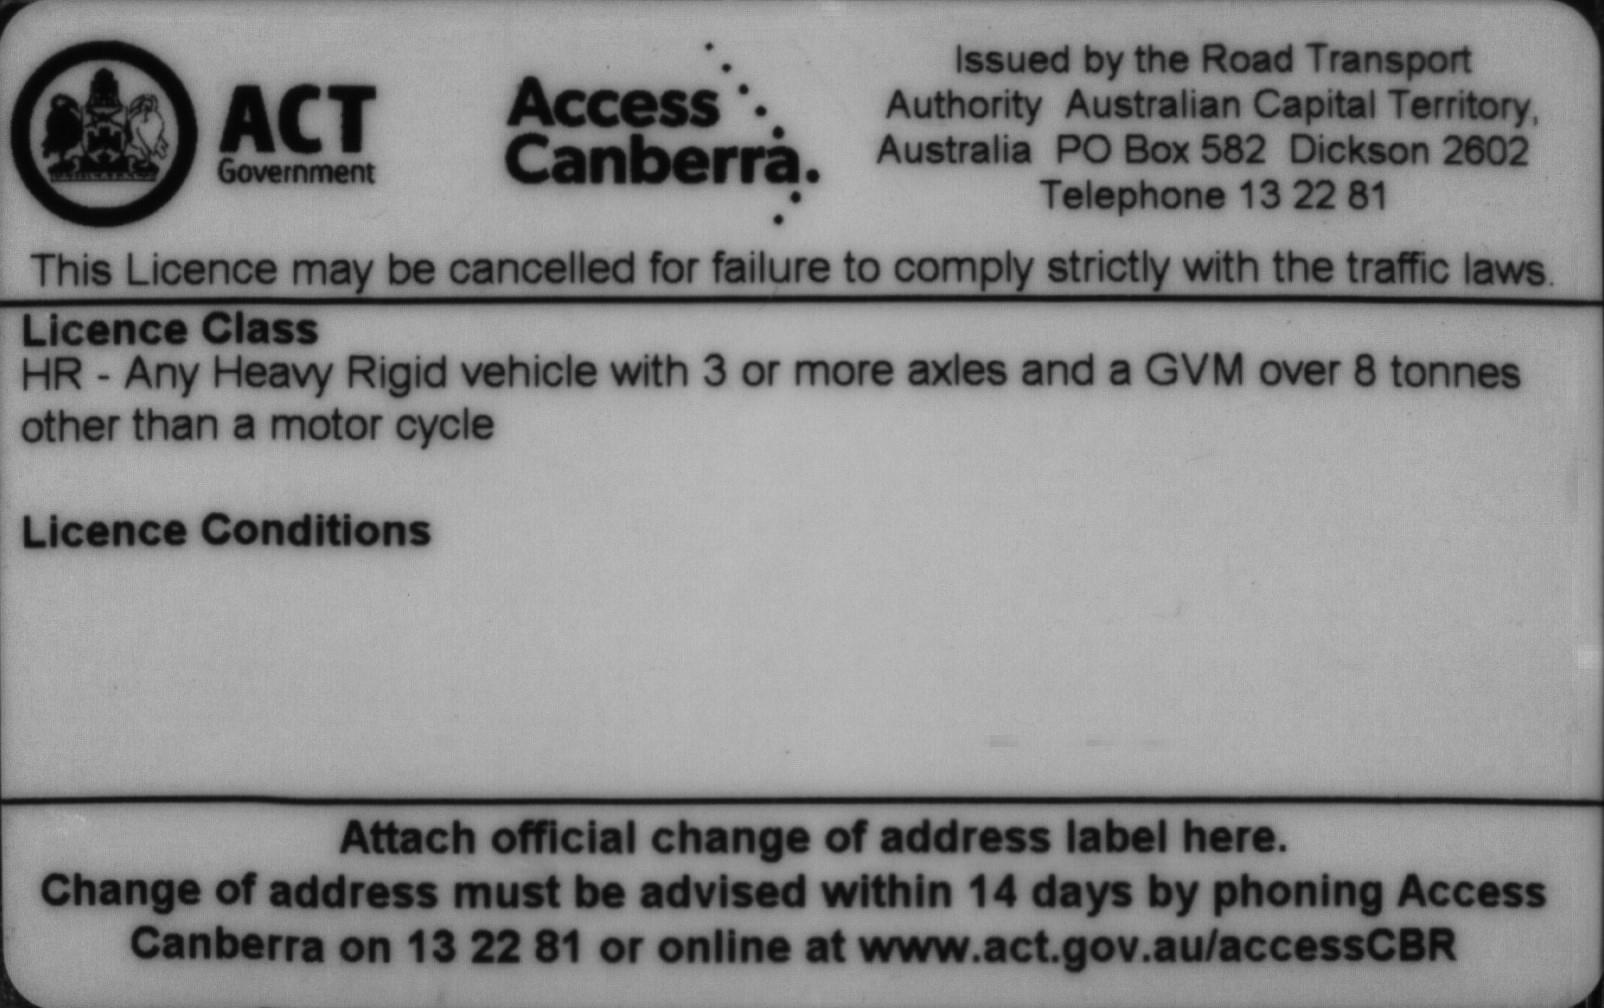 ACT
Government
Access
Canberra.
Issued by the Road Transport
Authority Australian Capital Territory,
Australia PO Box 582 Dickson 2602
Telephone 13 22 81
This Licence may be cancelled for failure to comply strictly with the traffic laws.
Licence Class
HR - Any Heavy Rigid vehicle with 3 or more axles and a GVM over 8 tonnes
other than a motor cycle
Licence Conditions
Attach official change of address label here.
Change of address must be advised within 14 days by phoning Access
Canberra on 13 22 81 or online at www.act.gov.au/accessCBR